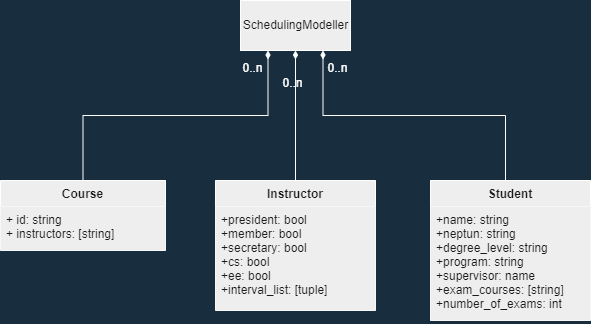 SchedulingModeller
0..n
0..n
0..n
Course
+ id: string
+ instructors: [string]
Instructor
+president: bool
+member: bool
+secretary: bool
+cs: bool
+ee: bool
+interval_list: [tuple]
Student
+name: string
+neptun: string
+degree_level: string
+program: string
+supervisor: name
+exam_courses: [string]
+number_of_exams: int